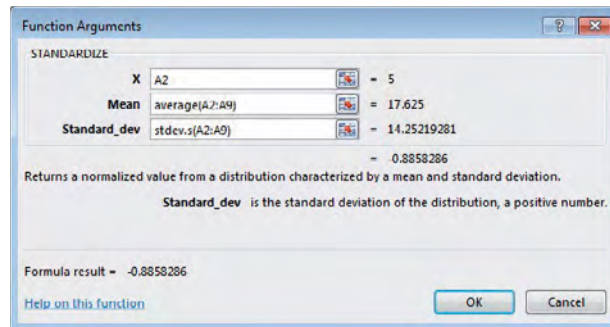 Function Arguments
STANDARDIZE
X A2 = 5
Mean average(A2:A9) = 17.625
Standard_dev stdev.s(A2:A9) = 14.25219281
= -0.8858286
Returns a normalized value from a distribution characterized by a mean and standard deviation.
Standard_dev is the standard deviation of the distribution, a positive number.
Formula result = -0.8858286
Help on this function OK Cancel